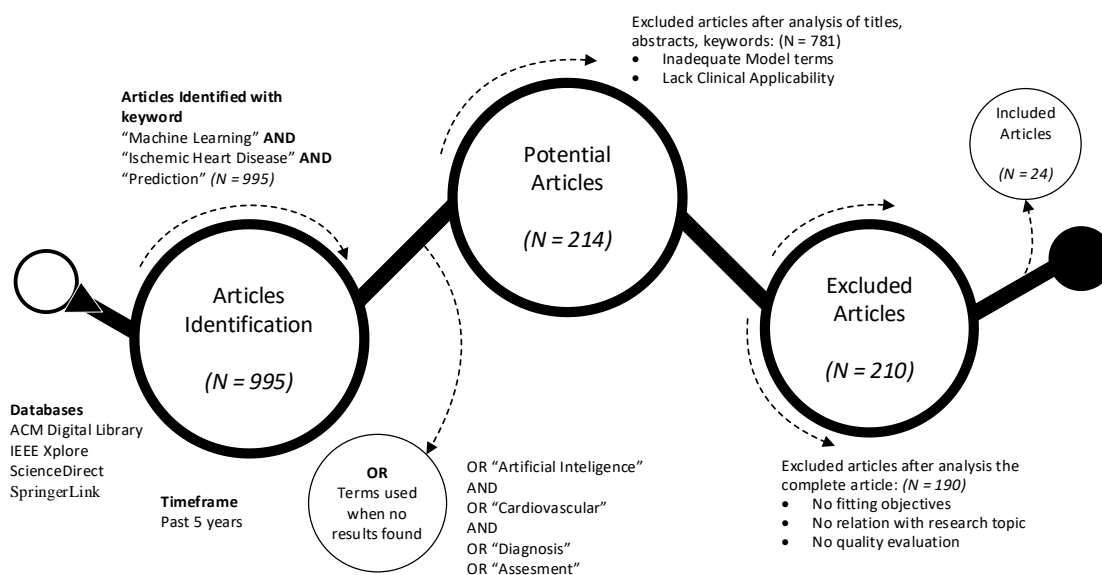 Articles Identified with
keyword
“Machine Learning” AND
“Ischemic Heart Disease” AND
“Prediction” (N = 995)
Articles
Identification
(N = 995)
Databases
ACM Digital Library
IEEE Xplore
ScienceDirect
SpringerLink
Timeframe
Past 5 years
OR
Terms used
when no
results found
OR “Artificial Inteligence”
AND
OR “Cardiovascular”
AND
OR “Diagnosis”
OR “Assesment”
Potential
Articles
(N = 214)
Excluded articles after analysis of titles,
abstracts, keywords: (N = 781)
• Inadequate Model terms
• Lack Clinical Applicability
Excluded
Articles
(N = 210)
Excluded articles after analysis the
complete article: (N = 190)
• No fitting objectives
• No relation with research topic
• No quality evaluation
Included
Articles
(N = 24)